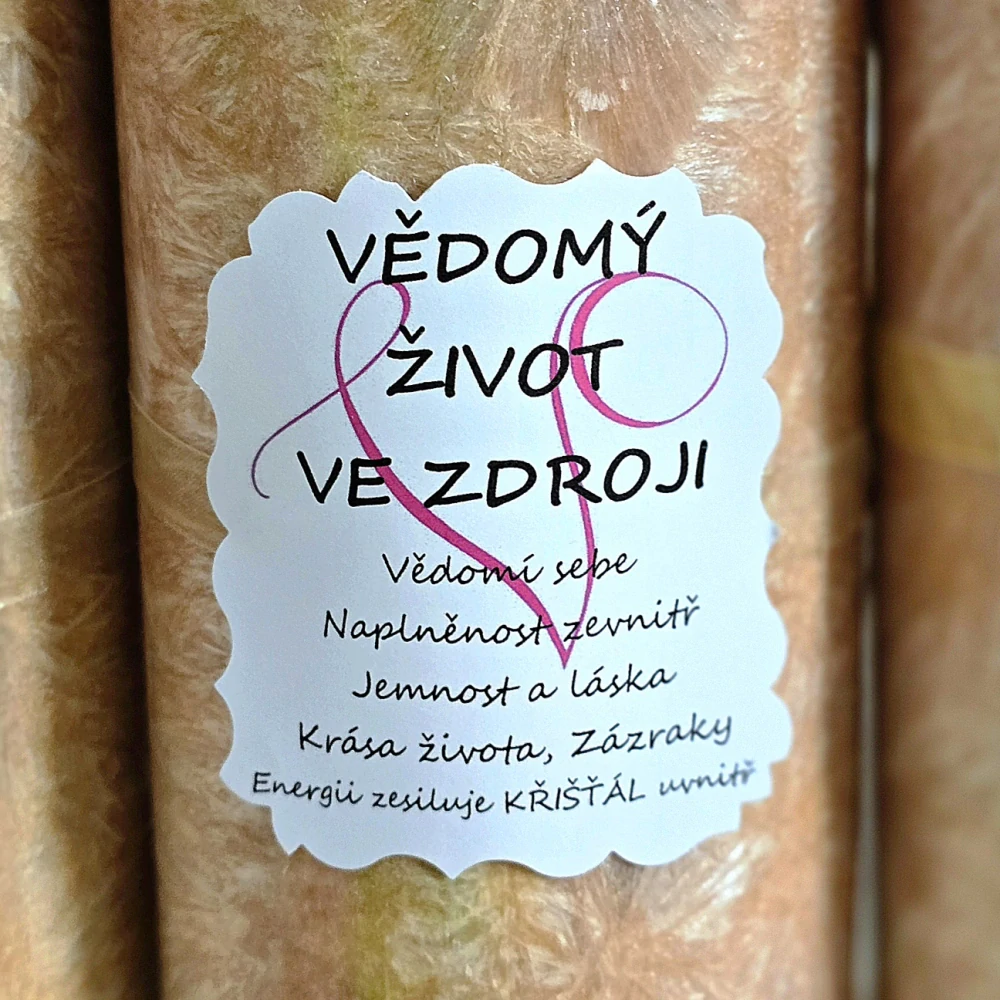 VĚDOMÝ
ŽIVOT
VE ZDROJI
Vědomí sebe
Naplněnost zevnitř
Jemnost a láska
Krása života, Zázraky
Energii zesiluje KŘIŠŤÁL uvnitř